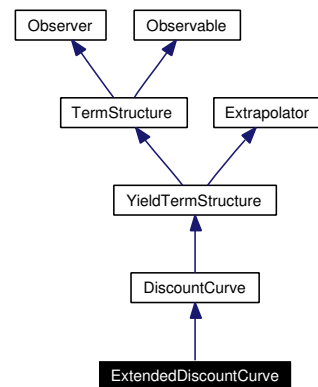 Observer
Observable
TermStructure
Extrapolator
YieldTermStructure
DiscountCurve
ExtendedDiscountCurve